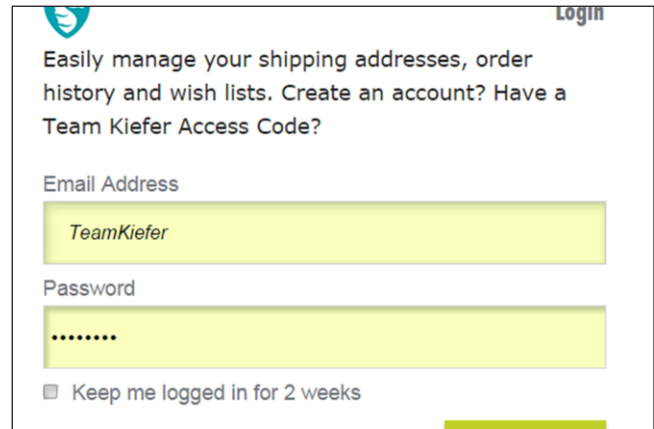 Login
Easily manage your shipping addresses, order
history and wish lists. Create an account? Have a
Team Kiefer Access Code?
Email Address
TeamKiefer
Password
••••••••
Keep me logged in for 2 weeks